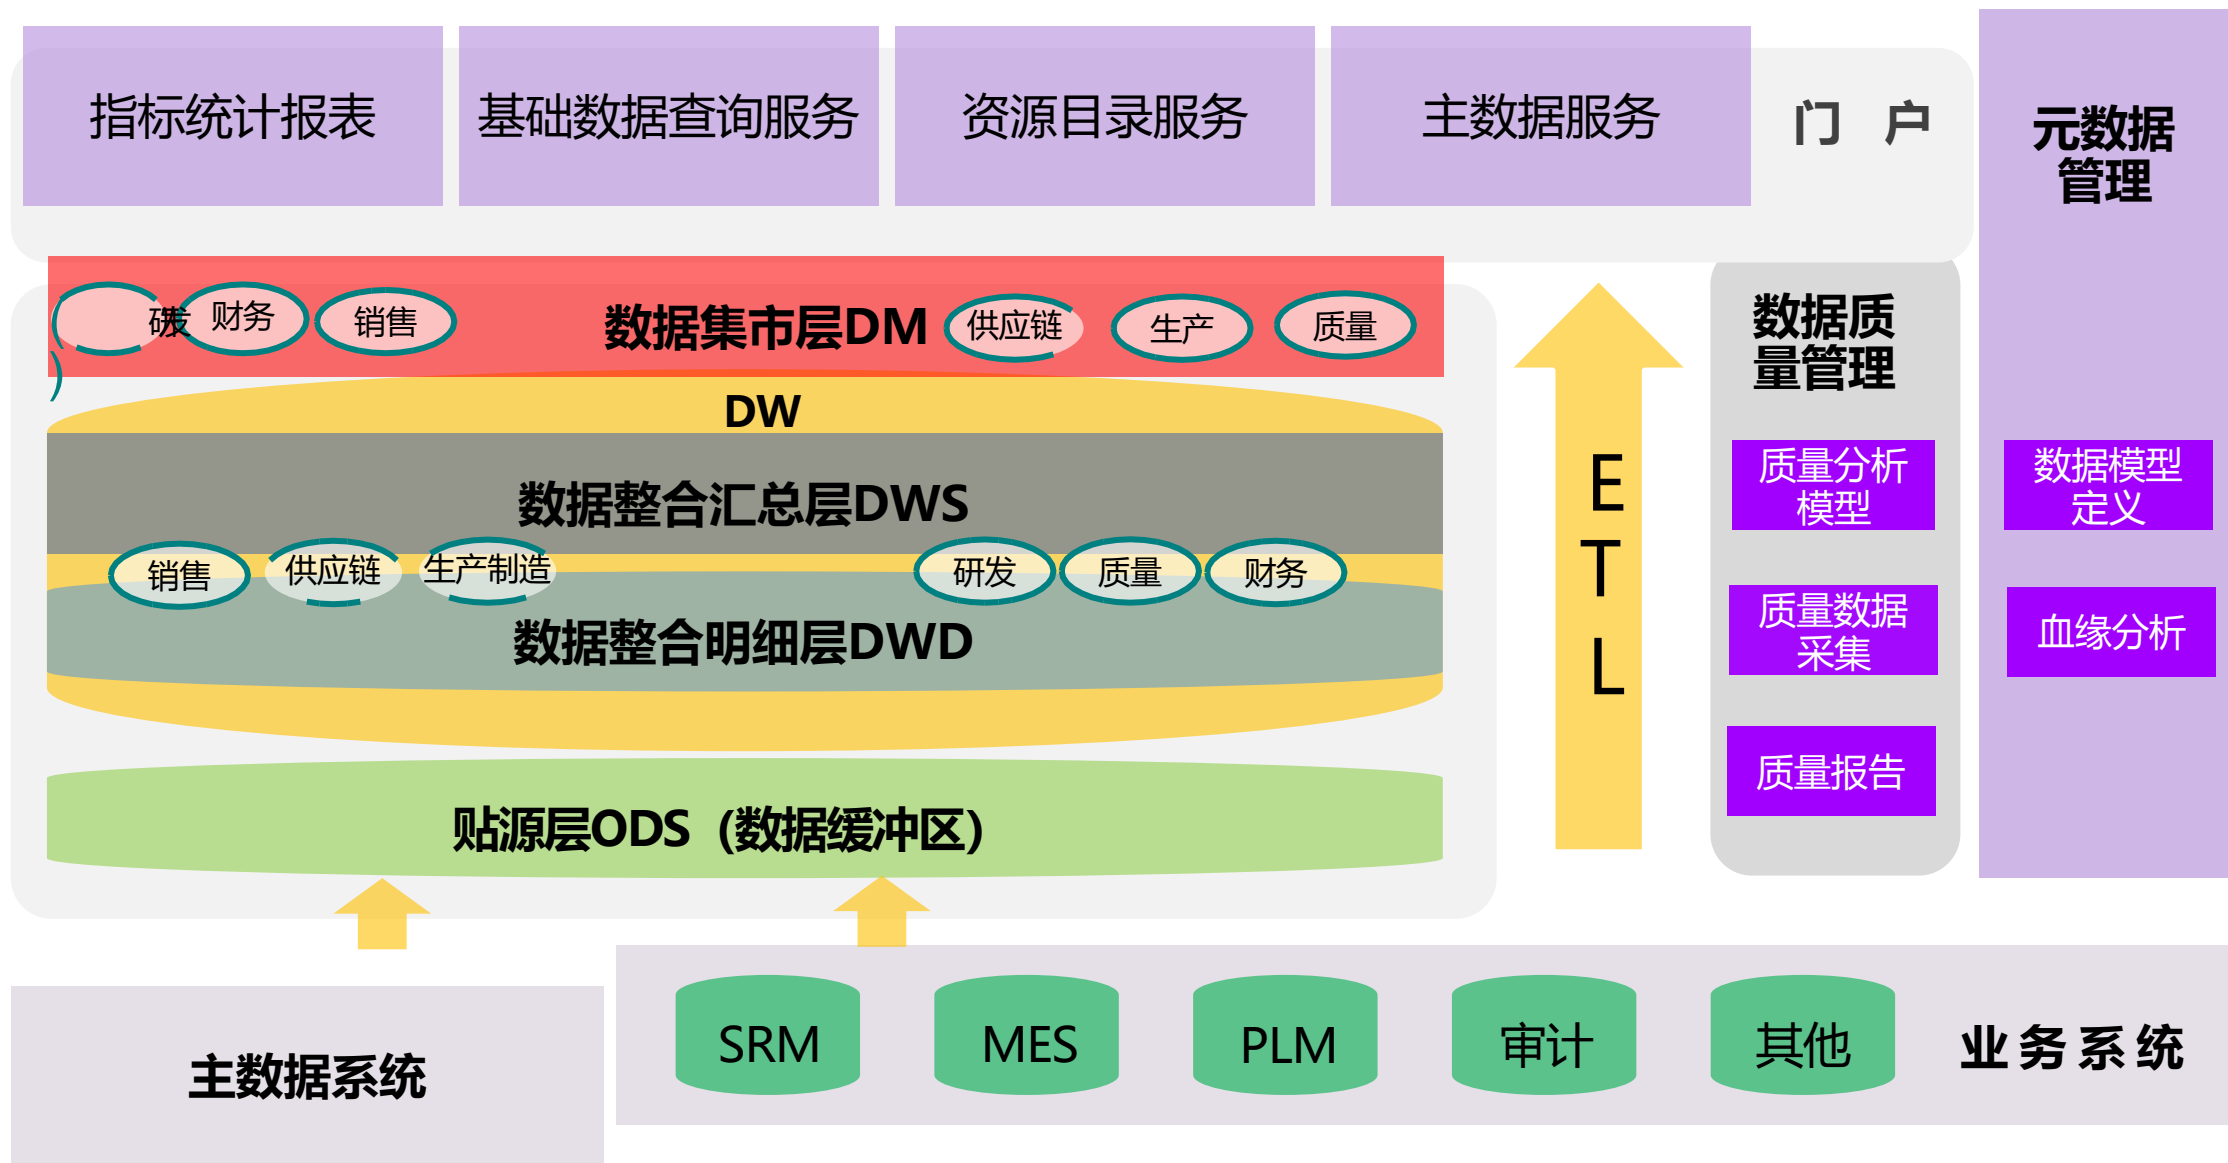 指标统计报表
基础数据查询服务
资源目录服务
主数据服务
门 户
元数据
管理
研发
财务
销售
数据集市层DM
供应链
生产
质量
数据质
量管理
DW
数据整合汇总层DWS
销售
供应链
生产制造
研发
质量
财务
数据整合明细层DWD
贴源层ODS（数据缓冲区）
E
T
L
质量分析
模型
质量数据
采集
质量报告
数据模型
定义
血缘分析
主数据系统
SRM
MES
PLM
审计
其他
业务系统